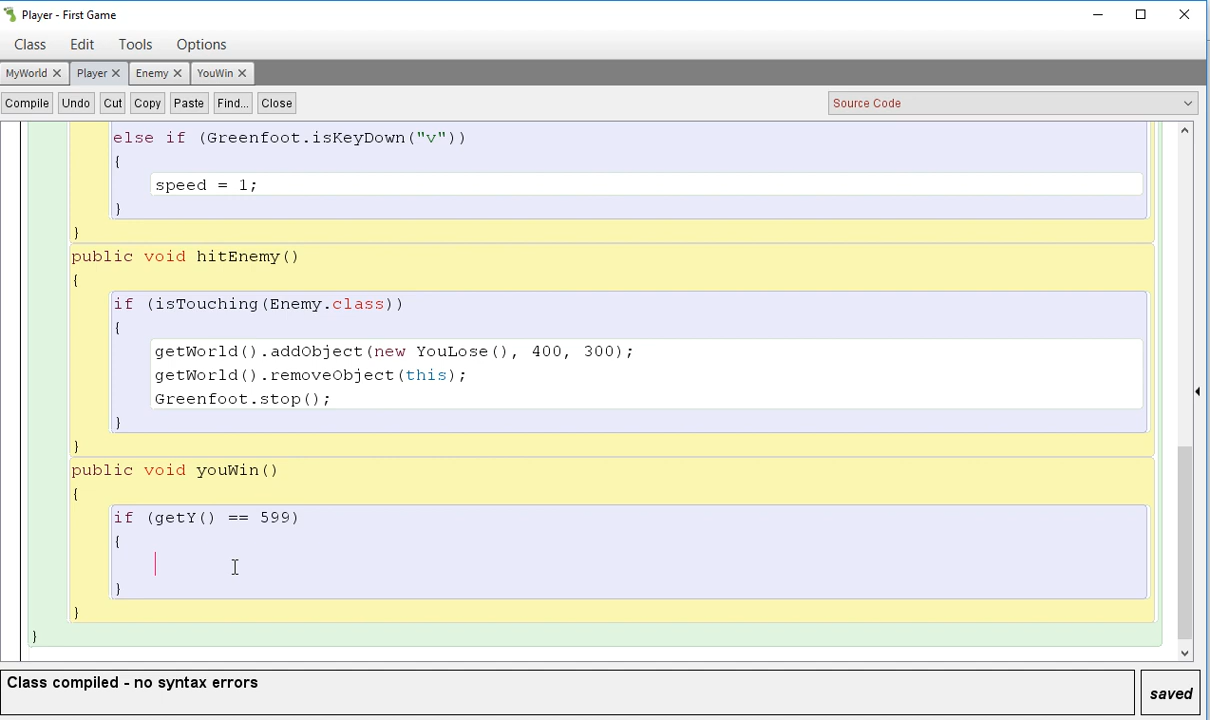 Player - First Game
Class Edit Tools Options
MyWorld Player Enemy YouWin
Compile Undo Cut Copy Paste Find... Close Source Code
else if (Greenfoot.isKeyDown("v"))
{
speed = 1;
}
}
public void hitEnemy()
{
if (isTouching(Enemy.class))
{
getWorld().addObject(new YouLose(), 400, 300);
getWorld().removeObject(this);
Greenfoot.stop();
}
}
public void youWin()
{
if (getY() == 599)
{
}
}
}
Class compiled - no syntax errors
saved